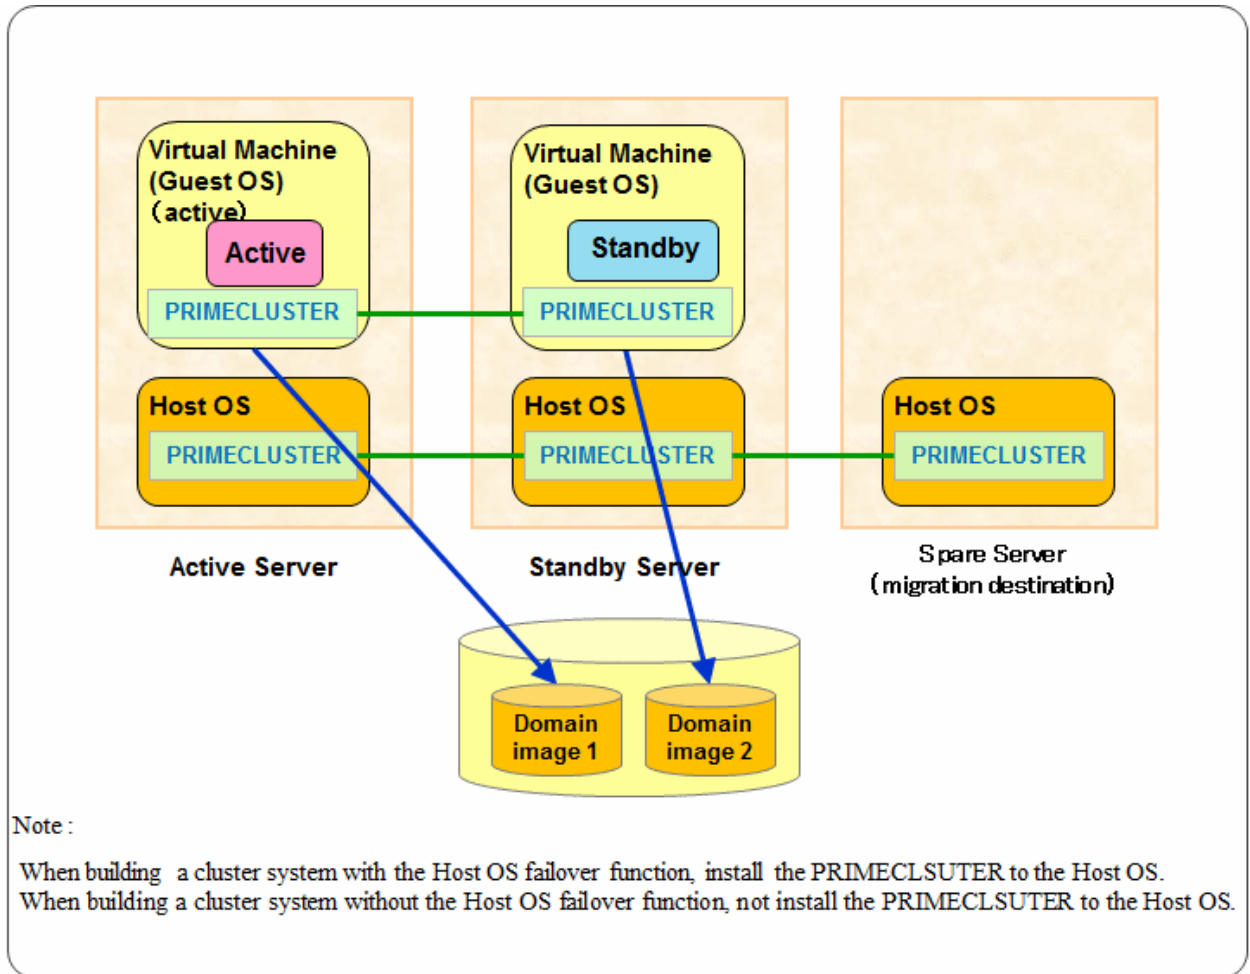 Virtual Machine
(Guest OS)
(active)
Active
PRIMECLUSTER
Host OS
PRIMECLUSTER
Active Server
Virtual Machine
(Guest OS)
Standby
PRIMECLUSTER
Host OS
PRIMECLUSTER
Standby Server
Host OS
PRIMECLUSTER
Spare Server
(migration destination)
Domain
image 1
Domain
image 2
Note :
When building a cluster system with the Host OS failover function, install the PRIMECLSUTER to the Host OS.
When building a cluster system without the Host OS failover function, not install the PRIMECLSUTER to the Host OS.